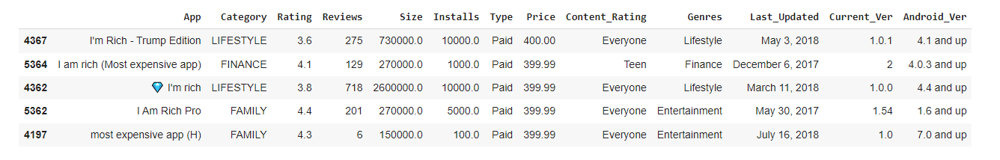 App Category Rating Reviews Size Installs Type Price Content_Rating Genres Last_Updated Current_Ver Android_Ver
4367 I'm Rich - Trump Edition LIFESTYLE 3.6 275 730000.0 10000.0 Paid 400.00 Everyone Lifestyle May 3, 2018 1.0.1 4.1 and up
5364 I am rich (Most expensive app) FINANCE 4.1 129 270000.0 1000.0 Paid 399.99 Teen Finance December 6, 2017 2 4.0.3 and up
4362 💎 I'm rich LIFESTYLE 3.8 718 2600000.0 10000.0 Paid 399.99 Everyone Lifestyle March 11, 2018 1.0.0 4.4 and up
5362 I Am Rich Pro FAMILY 4.4 201 270000.0 5000.0 Paid 399.99 Everyone Entertainment May 30, 2017 1.54 1.6 and up
4197 most expensive app (H) FAMILY 4.3 6 150000.0 100.0 Paid 399.99 Everyone Entertainment July 16, 2018 1.0 7.0 and up